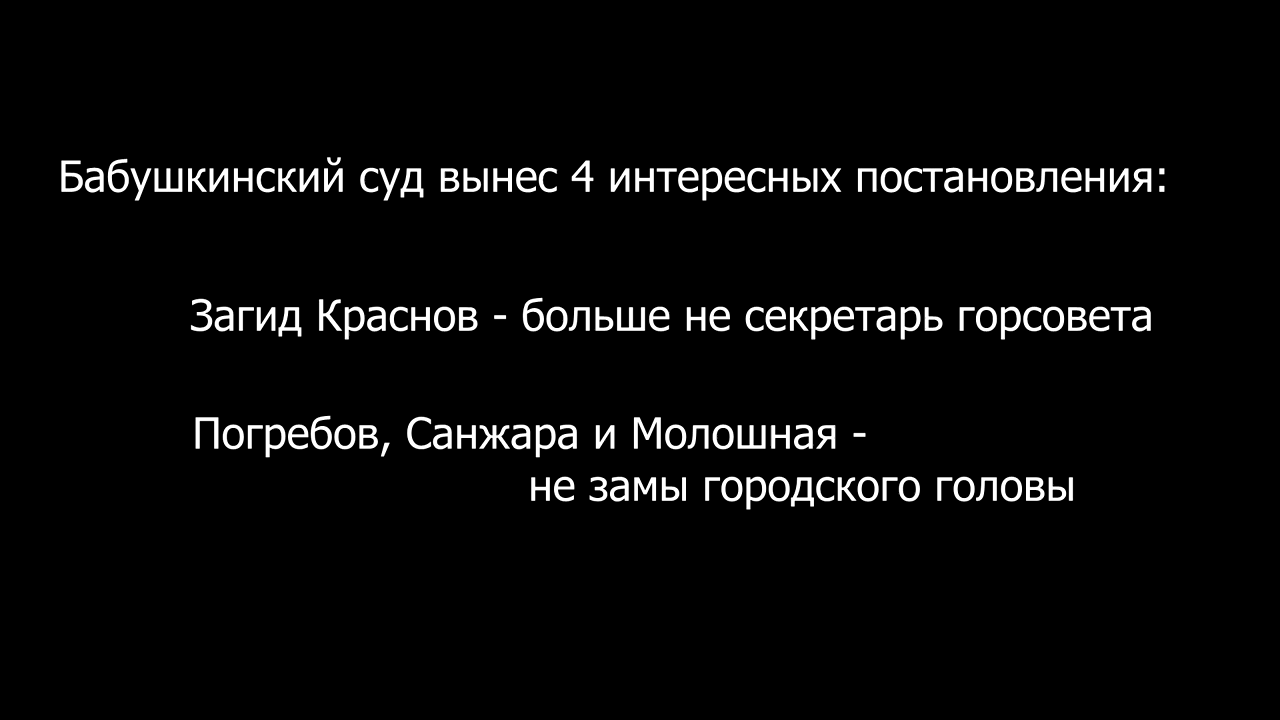 Бабушкинский суд вынес 4 интересных постановления:
Загид Краснов - больше не секретарь горсовета
Погребов, Санжара и Молошная -
не замы городского головы